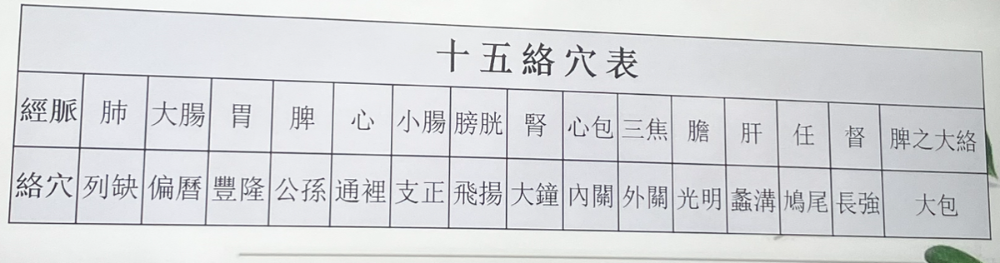 十五絡穴表
經脈 肺 大腸 胃 脾 心 小腸 膀胱 腎 心包 三焦 膽 肝 任 督 脾之大絡
絡穴 列缺 偏曆 豐隆 公孫 通裡 支正 飛揚 大鐘 內關 外關 光明 蠡溝 鳩尾 長強 大包